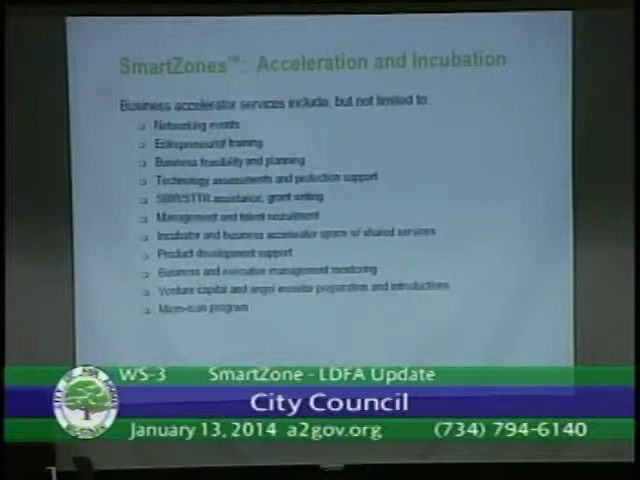 SmartZones™: Acceleration and Incubation
Business accelerator services include, but not limited to:
Networking events
Entrepreneurial training
Business feasibility and planning
Technology assessments and protection support
SBIR/STTR assistance, grant writing
Management and talent recruitment
Incubator and business accelerator space w/ shared services
Product development support
Business and executive management mentoring
Venture capital and angel investor preparation and introductions
Micro-loan program
WS-3 SmartZone - LDFA Update
City Council
January 13, 2014 a2gov.org (734) 794-6140